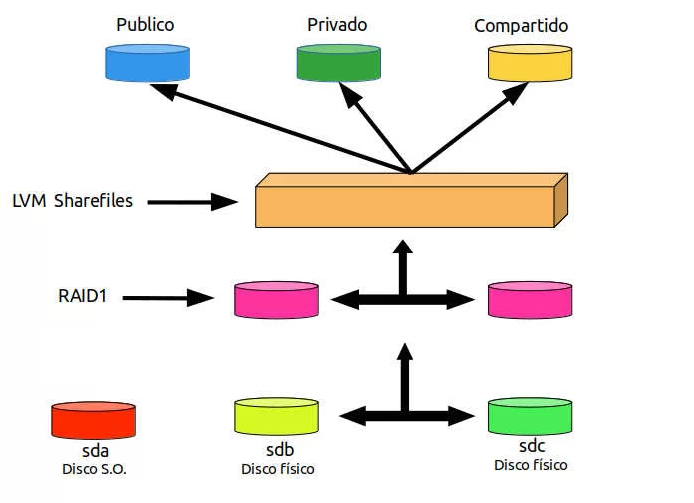 Publico
Privado
Compartido
LVM Sharefiles
RAID1
sda
Disco S.O.
sdb
Disco físico
sdc
Disco físico